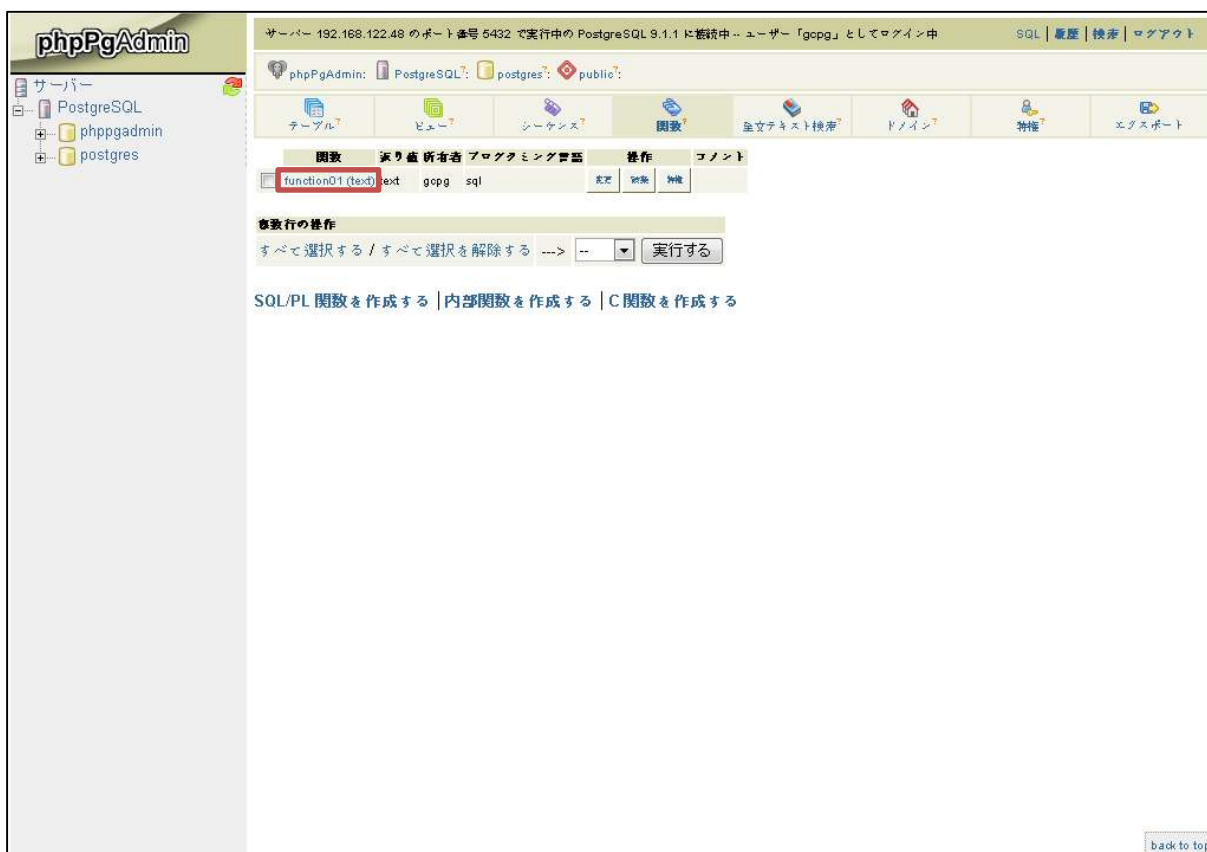 phpPgAdmin
サーバー
PostgreSQL
phppgadmin
postgres
サーバー 192.168.122.48 のポート番号 5432 で実行中の PostgreSQL 9.1.1 に接続中 -- ユーザー 「gcpg」 としてログイン中
SQL | 履歴 | 検索 | ログアウト
phpPgAdmin: PostgreSQL?: postgres?: public?:
テーブル? ビュー? シーケンス? 関数? 全文テキスト検索? ドメイン? 特権? エクスポート
関数 返り値 所有者 プログラミング言語 操作 コメント
function01 (text) text gcpg sql 変更 破棄 特権
複数行の操作
すべて選択する / すべて選択を解除する ---> -- 実行する
SQL/PL 関数を作成する | 内部関数を作成する | C 関数を作成する
back to top